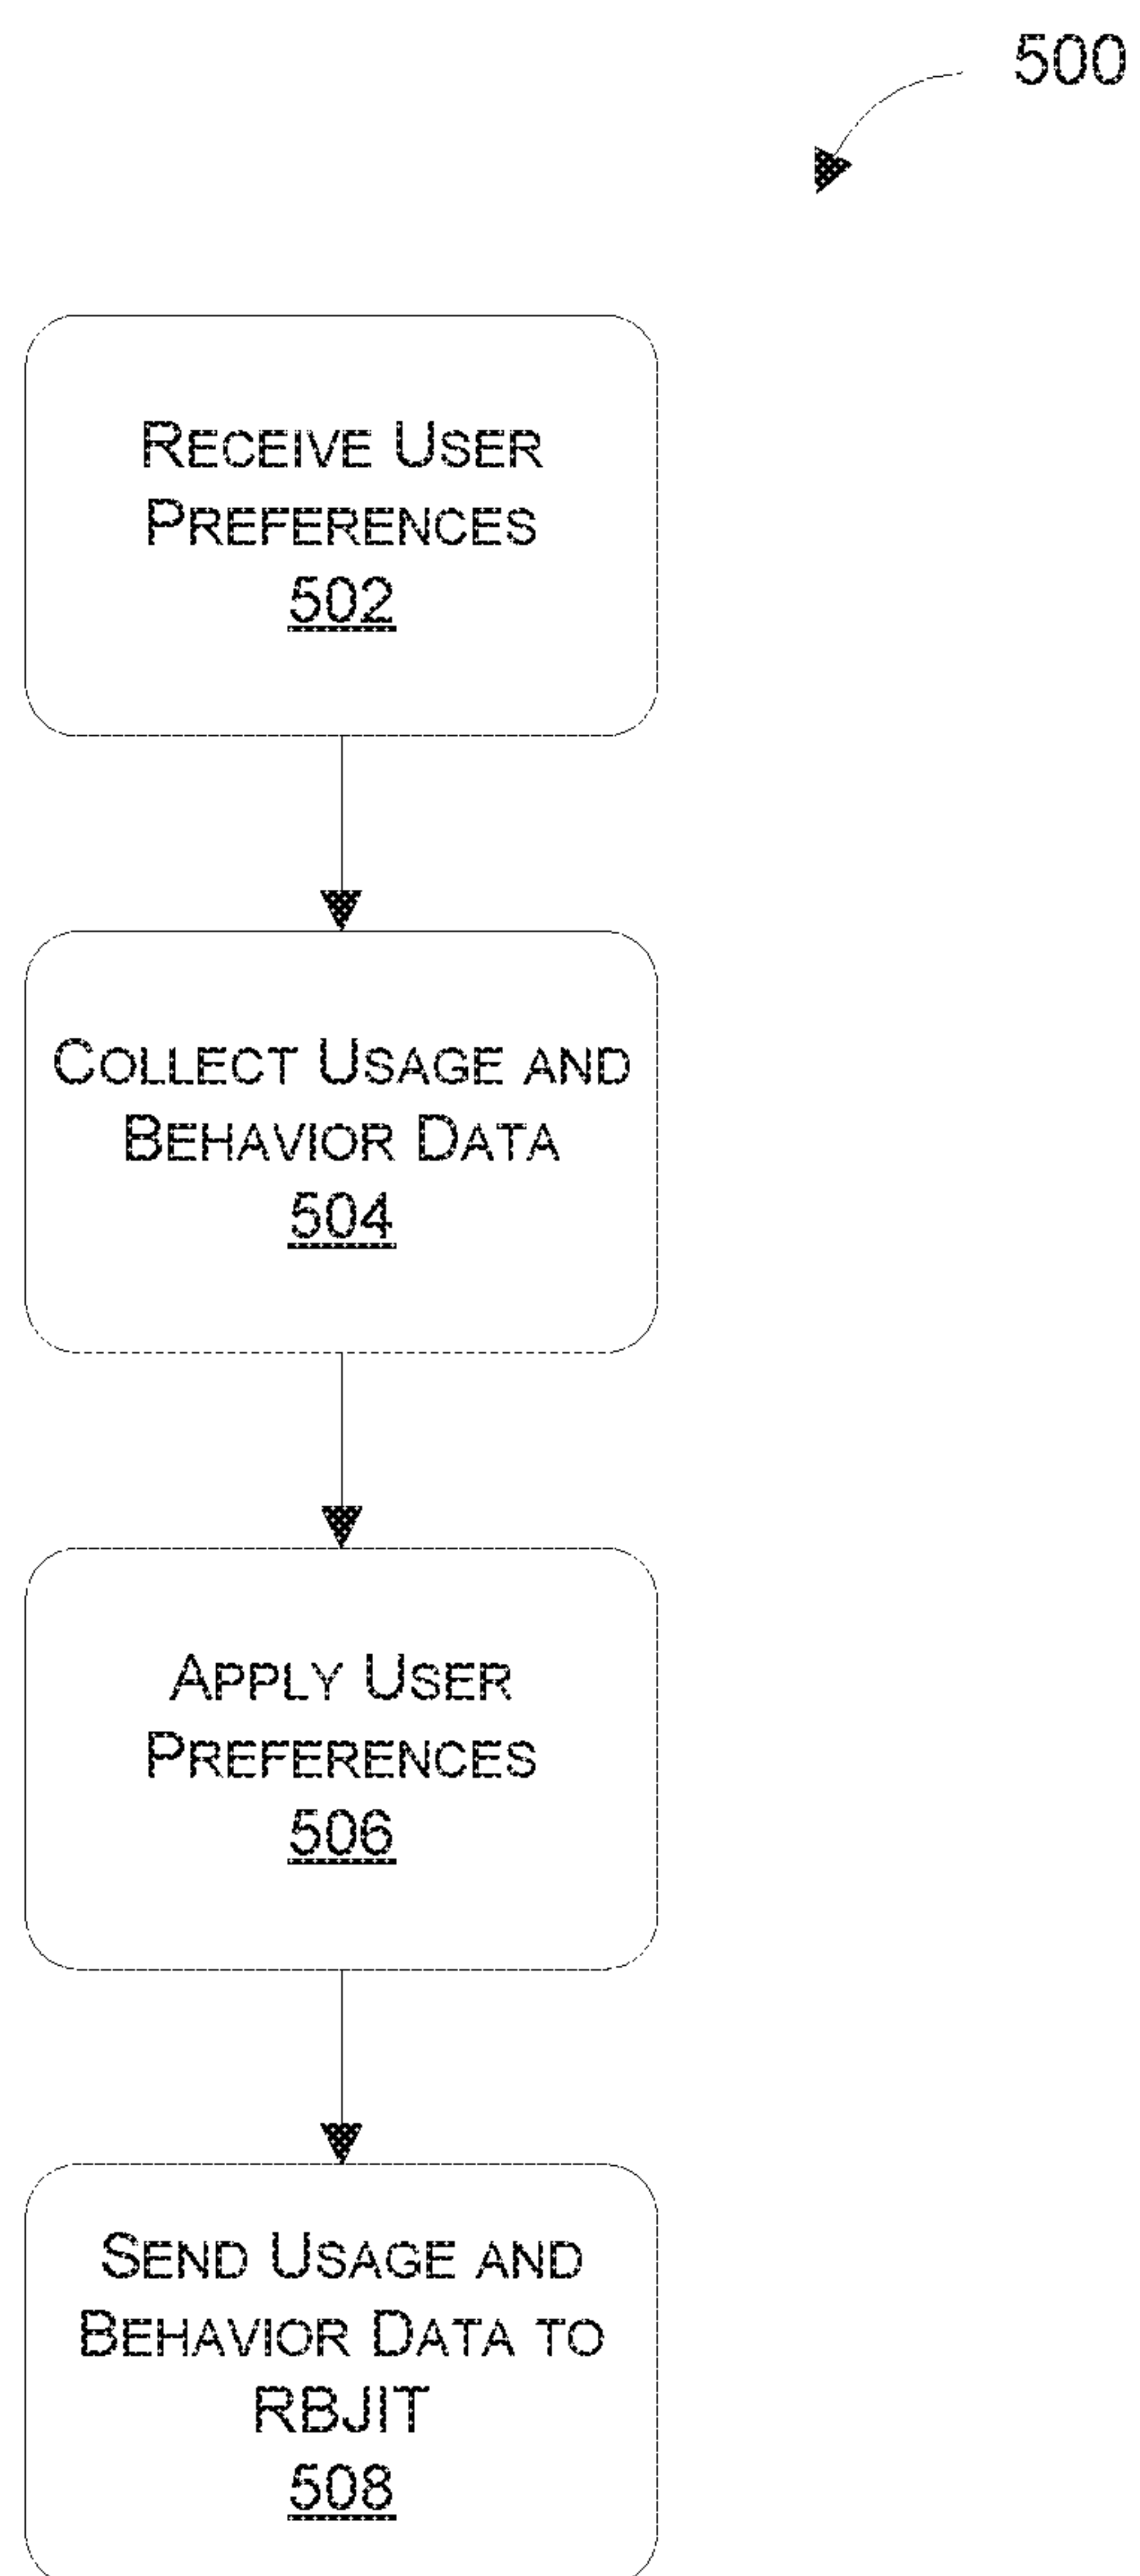 500
RECEIVE USER
PREFERENCES
502
COLLECT USAGE AND
BEHAVIOR DATA
504
APPLY USER
PREFERENCES
506
SEND USAGE AND
BEHAVIOR DATA TO
RBJIT
508